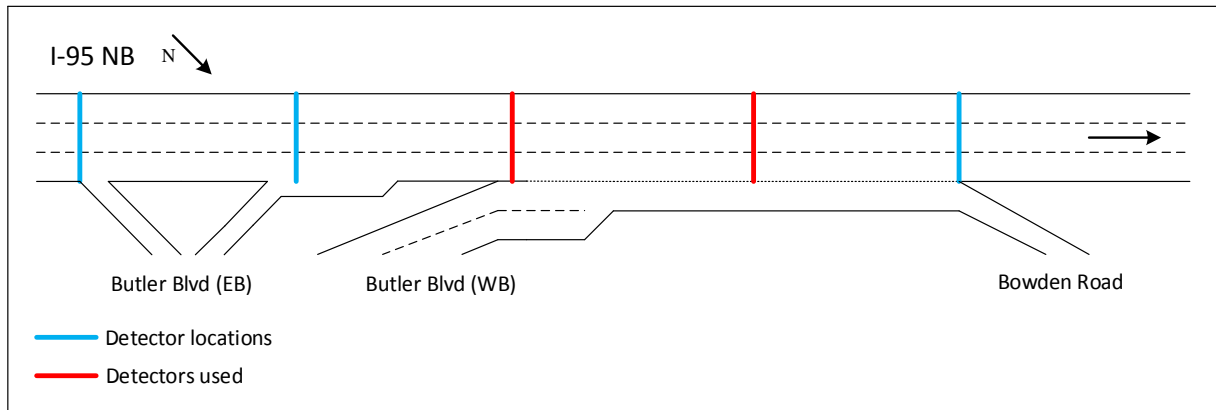 I-95 NB
N
Butler Blvd (EB)
Butler Blvd (WB)
Bowden Road
Detector locations
Detectors used